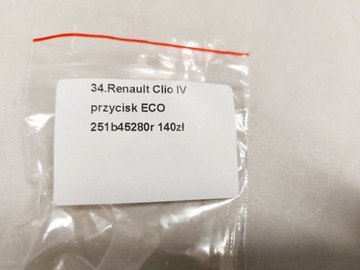 34.Renault Clio IV
przycisk ECO
251b45280r 140zł